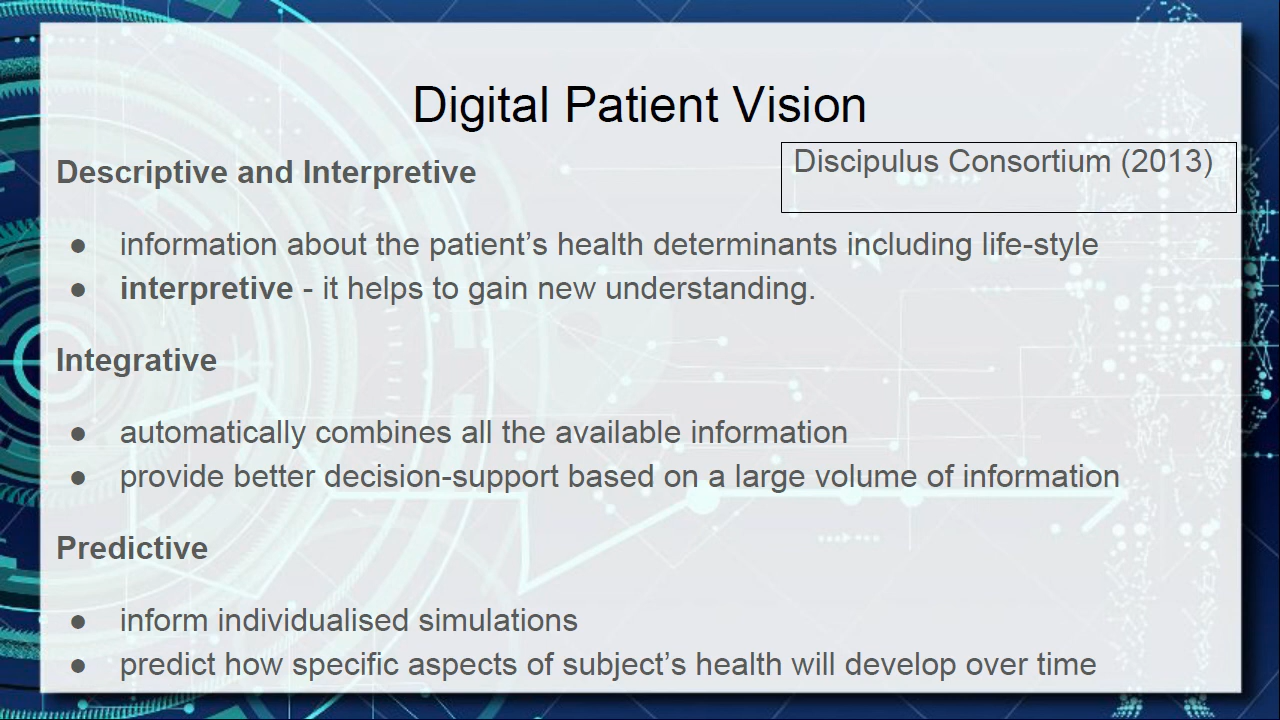 Digital Patient Vision
Discipulus Consortium (2013)
Descriptive and Interpretive
● information about the patient’s health determinants including life-style
● interpretive - it helps to gain new understanding.
Integrative
● automatically combines all the available information
● provide better decision-support based on a large volume of information
Predictive
● inform individualised simulations
● predict how specific aspects of subject’s health will develop over time